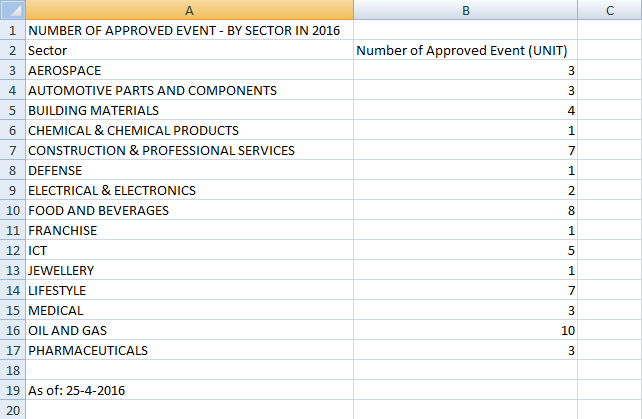 A B C
1 NUMBER OF APPROVED EVENT - BY SECTOR IN 2016
2 Sector Number of Approved Event (UNIT)
3 AEROSPACE 3
4 AUTOMOTIVE PARTS AND COMPONENTS 3
5 BUILDING MATERIALS 4
6 CHEMICAL & CHEMICAL PRODUCTS 1
7 CONSTRUCTION & PROFESSIONAL SERVICES 7
8 DEFENSE 1
9 ELECTRICAL & ELECTRONICS 2
10 FOOD AND BEVERAGES 8
11 FRANCHISE 1
12 ICT 5
13 JEWELLERY 1
14 LIFESTYLE 7
15 MEDICAL 3
16 OIL AND GAS 10
17 PHARMACEUTICALS 3
18
19 As of: 25-4-2016
20